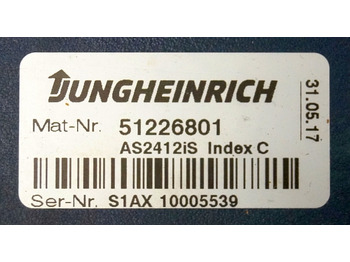 JUNGHEINRICH
Mat-Nr. 51226801
AS2412iS Index C
Ser-Nr. S1AX 10005539
31.05.17